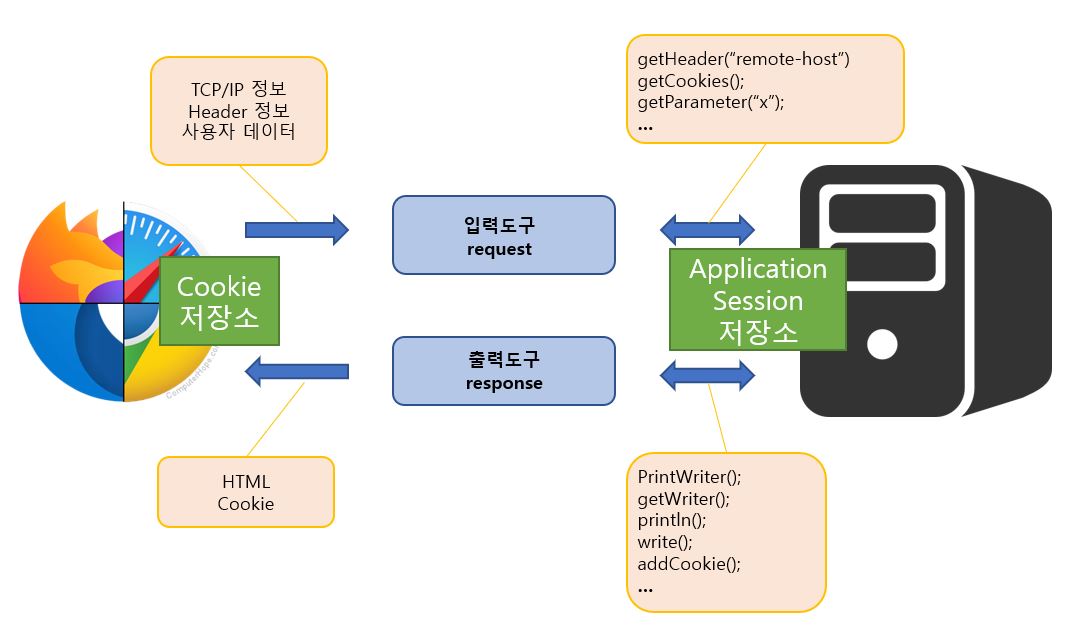 TCP/IP 정보
Header 정보
사용자 데이터
getHeader(“remote-host”)
getCookies();
getParameter(“x”);
...
입력도구
request
Cookie
저장소
Application
Session
저장소
출력도구
response
HTML
Cookie
PrintWriter();
getWriter();
println();
write();
addCookie();
...